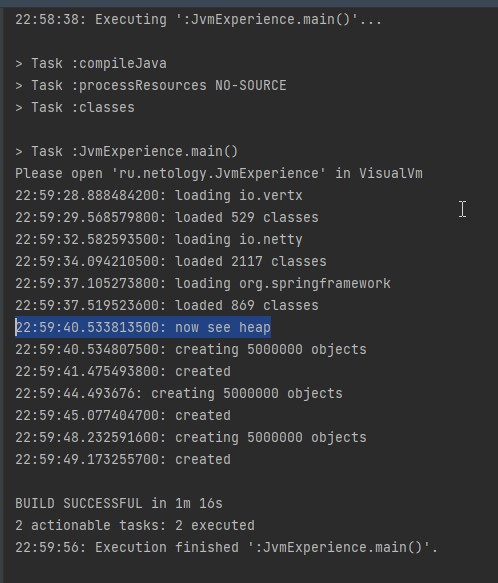 22:58:38: Executing ':JvmExperience.main()'...
> Task :compileJava
> Task :processResources NO-SOURCE
> Task :classes
> Task :JvmExperience.main()
Please open 'ru.netology.JvmExperience' in VisualVm
22:59:28.888484200: loading io.vertx
22:59:29.568579800: loaded 529 classes
22:59:32.582593500: loading io.netty
22:59:34.094210500: loaded 2117 classes
22:59:37.105273800: loading org.springframework
22:59:37.519523600: loaded 869 classes
22:59:40.533813500: now see heap
22:59:40.534807500: creating 5000000 objects
22:59:41.475493800: created
22:59:44.493676: creating 5000000 objects
22:59:45.077404700: created
22:59:48.232591600: creating 5000000 objects
22:59:49.173255700: created
BUILD SUCCESSFUL in 1m 16s
2 actionable tasks: 2 executed
22:59:56: Execution finished ':JvmExperience.main()'.